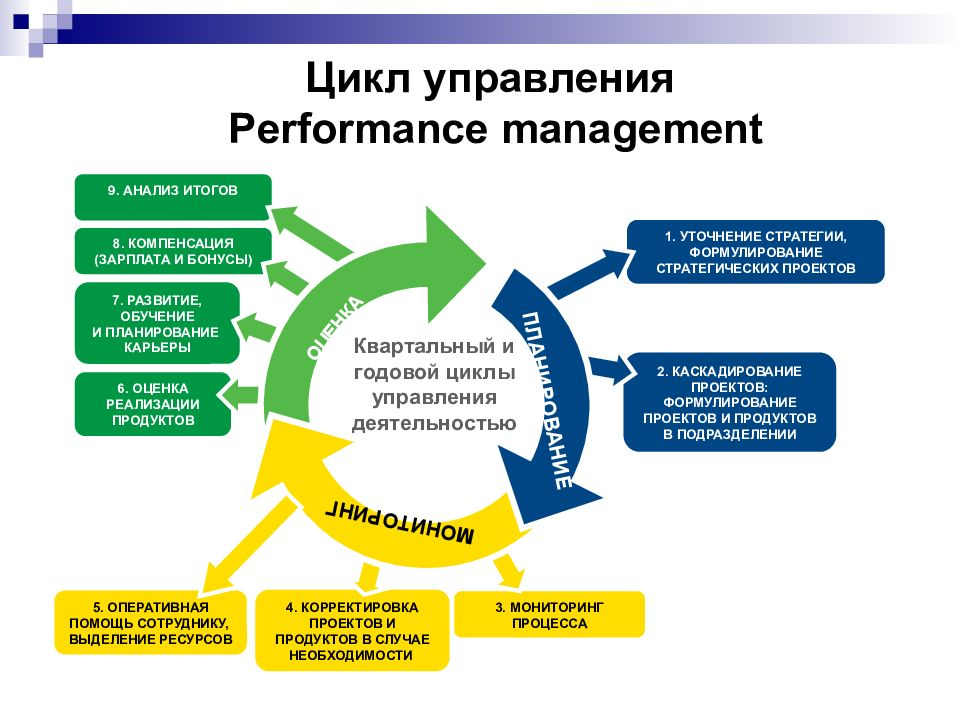 Цикл управления
Performance management
9. АНАЛИЗ ИТОГОВ
8. КОМПЕНСАЦИЯ
(ЗАРПЛАТА И БОНУСЫ)
7. РАЗВИТИЕ,
ОБУЧЕНИЕ
И ПЛАНИРОВАНИЕ
КАРЬЕРЫ
6. ОЦЕНКА
РЕАЛИЗАЦИИ
ПРОДУКТОВ
ОЦЕНКА
Квартальный и
годовой циклы
управления
деятельностью
ПЛАНИРОВАНИЕ
1. УТОЧНЕНИЕ СТРАТЕГИИ,
ФОРМУЛИРОВАНИЕ
СТРАТЕГИЧЕСКИХ ПРОЕКТОВ
2. КАСКАДИРОВАНИЕ
ПРОЕКТОВ:
ФОРМУЛИРОВАНИЕ
ПРОЕКТОВ И ПРОДУКТОВ
В ПОДРАЗДЕЛЕНИИ
МОНИТОРИНГ
5. ОПЕРАТИВНАЯ
ПОМОЩЬ СОТРУДНИКУ,
ВЫДЕЛЕНИЕ РЕСУРСОВ
4. КОРРЕКТИРОВКА
ПРОЕКТОВ И
ПРОДУКТОВ В СЛУЧАЕ
НЕОБХОДИМОСТИ
3. МОНИТОРИНГ
ПРОЦЕССА